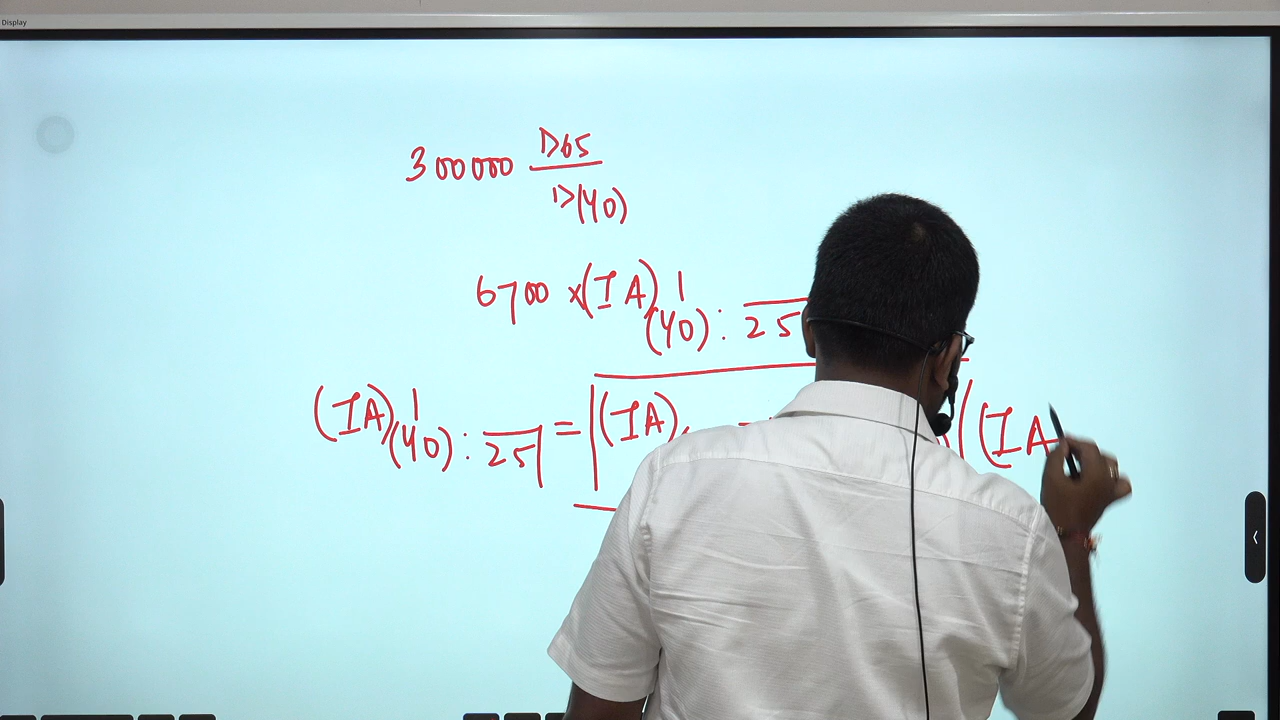 Display
300000 D65 / D(40)
6700 × (IA) 1 (40): 25
(IA) 1 (40): 25| = |(IA) | (IA